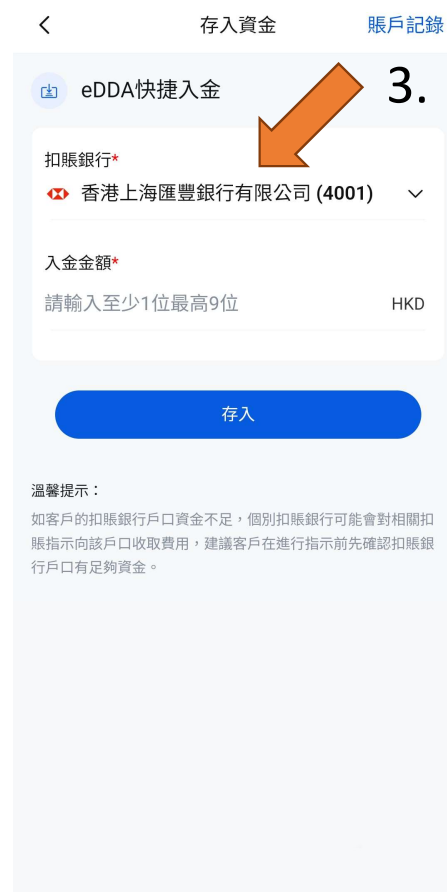 存入資金
賬戶記錄
eDDA快捷入金
3.
扣賬銀行*
香港上海匯豐銀行有限公司 (4001)
入金金額*
請輸入至少1位最高9位
HKD
存入
溫馨提示：
如客戶的扣賬銀行戶口資金不足，個別扣賬銀行可能會對相關扣
賬指示向該戶口收取費用，建議客戶在進行指示前先確認扣賬銀
行戶口有足夠資金。